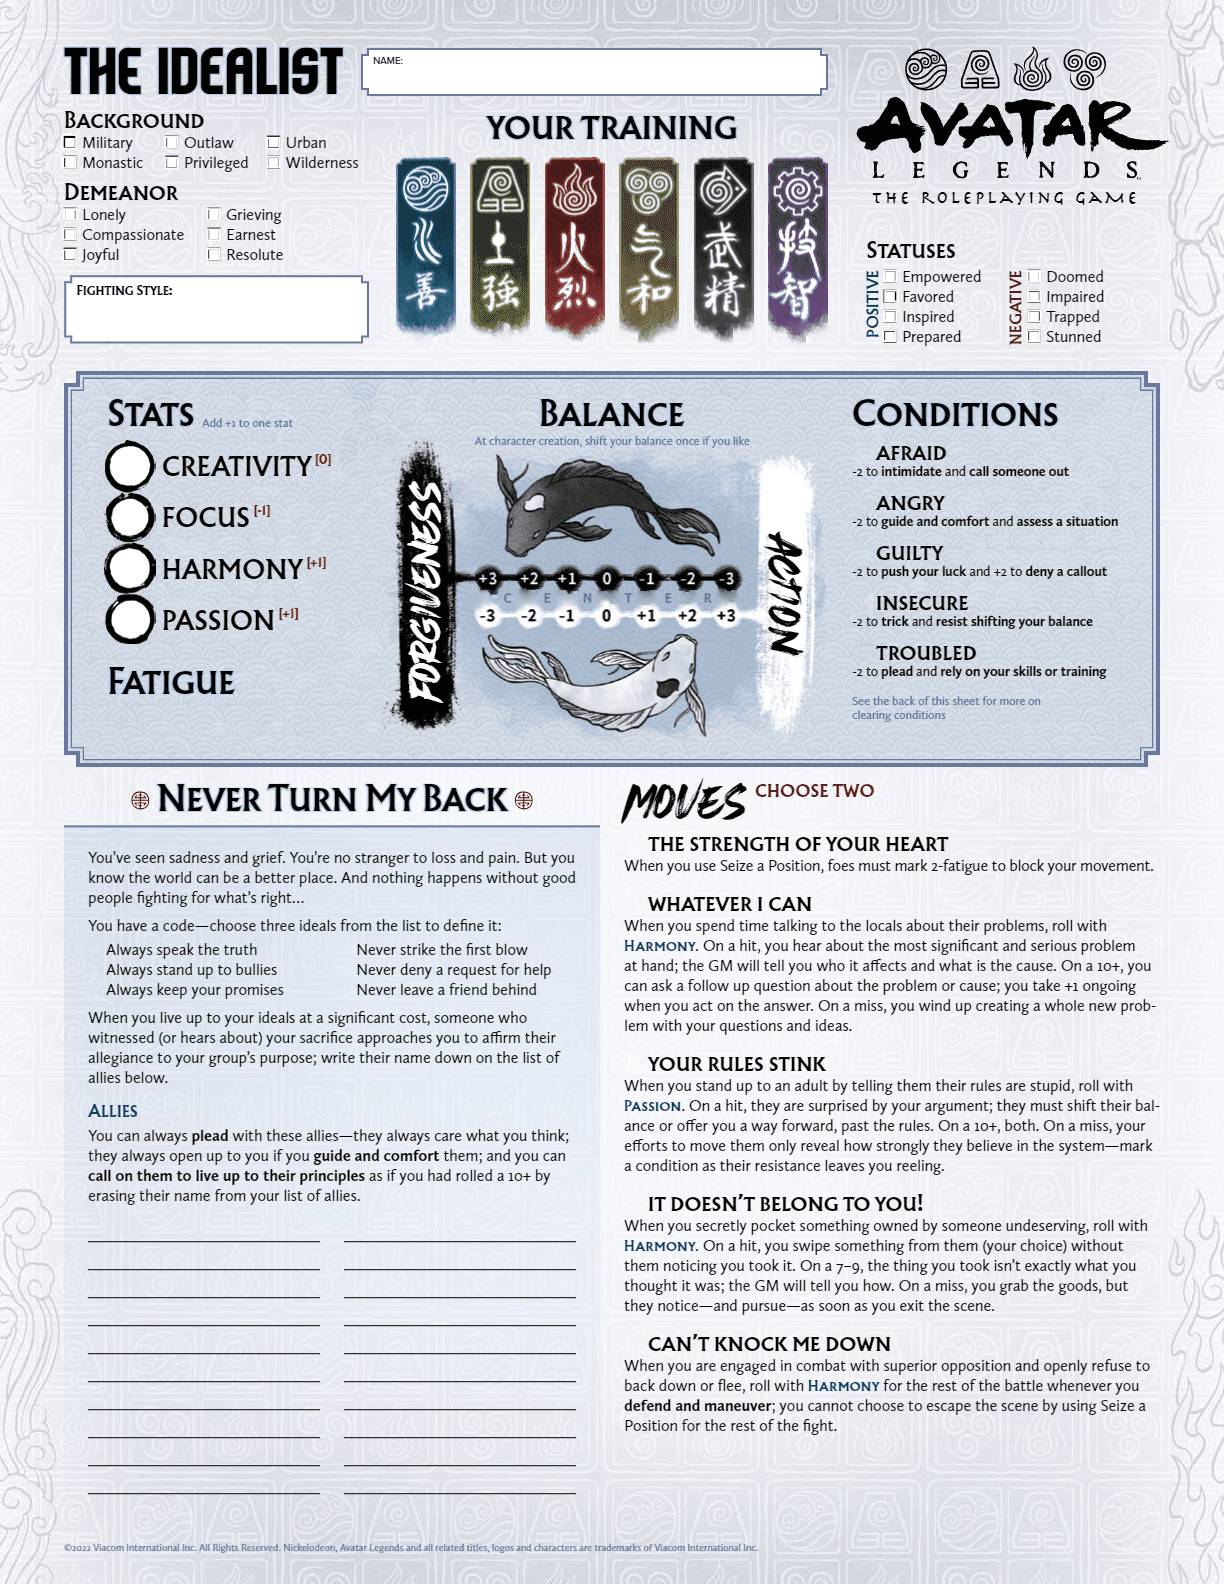 THE IDEALIST
NAME:
BACKGROUND
Military Outlaw Urban
Monastic Privileged Wilderness
DEMEANOR
Lonely Grieving
Compassionate Earnest
Joyful Resolute
FIGHTING STYLE:
YOUR TRAINING
水 土 火 气 武 技
善 強 烈 和 精 智
AVATAR
LEGENDS™
THE ROLEPLAYING GAME
STATUSES
POSITIVE
Empowered
Favored
Inspired
Prepared
NEGATIVE
Doomed
Impaired
Trapped
Stunned
STATS Add +1 to one stat
CREATIVITY [0]
FOCUS [-1]
HARMONY [+1]
PASSION [+1]
FATIGUE
BALANCE
At character creation, shift your balance once if you like
FORGIVENESS
+3 +2 +1 0 -1 -2 -3
CENTER
-3 -2 -1 0 +1 +2 +3
ACTION
CONDITIONS
AFRAID
-2 to intimidate and call someone out
ANGRY
-2 to guide and comfort and assess a situation
GUILTY
-2 to push your luck and +2 to deny a callout
INSECURE
-2 to trick and resist shifting your balance
TROUBLED
-2 to plead and rely on your skills or training
See the back of this sheet for more on
clearing conditions
NEVER TURN MY BACK
You've seen sadness and grief. You're no stranger to loss and pain. But you
know the world can be a better place. And nothing happens without good
people fighting for what's right...
You have a code—choose three ideals from the list to define it:
Always speak the truth Never strike the first blow
Always stand up to bullies Never deny a request for help
Always keep your promises Never leave a friend behind
When you live up to your ideals at a significant cost, someone who
witnessed (or hears about) your sacrifice approaches you to affirm their
allegiance to your group's purpose; write their name down on the list of
allies below.
ALLIES
You can always plead with these allies—they always care what you think;
they always open up to you if you guide and comfort them; and you can
call on them to live up to their principles as if you had rolled a 10+ by
erasing their name from your list of allies.
MOVES CHOOSE TWO
THE STRENGTH OF YOUR HEART
When you use Seize a Position, foes must mark 2-fatigue to block your movement.
WHATEVER I CAN
When you spend time talking to the locals about their problems, roll with
HARMONY. On a hit, you hear about the most significant and serious problem
at hand; the GM will tell you who it affects and what is the cause. On a 10+, you
can ask a follow up question about the problem or cause; you take +1 ongoing
when you act on the answer. On a miss, you wind up creating a whole new prob-
lem with your questions and ideas.
YOUR RULES STINK
When you stand up to an adult by telling them their rules are stupid, roll with
PASSION. On a hit, they are surprised by your argument; they must shift their bal-
ance or offer you a way forward, past the rules. On a 10+, both. On a miss, your
efforts to move them only reveal how strongly they believe in the system—mark
a condition as their resistance leaves you reeling.
IT DOESN'T BELONG TO YOU!
When you secretly pocket something owned by someone undeserving, roll with
HARMONY. On a hit, you swipe something from them (your choice) without
them noticing you took it. On a 7–9, the thing you took isn't exactly what you
thought it was; the GM will tell you how. On a miss, you grab the goods, but
they notice—and pursue—as soon as you exit the scene.
CAN'T KNOCK ME DOWN
When you are engaged in combat with superior opposition and openly refuse to
back down or flee, roll with HARMONY for the rest of the battle whenever you
defend and maneuver; you cannot choose to escape the scene by using Seize a
Position for the rest of the fight.
©2022 Viacom International Inc. All Rights Reserved. Nickelodeon, Avatar Legends and all related titles, logos and characters are trademarks of Viacom International Inc.